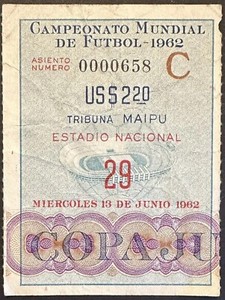 CAMPEONATO MUNDIAL
DE FUTBOL-1962
ASIENTO
NUMERO 0000658 C
US$ 2.20
TRIBUNA MAIPU
ESTADIO NACIONAL
29
MIERCOLES 13 DE JUNIO 1962
COPAJU